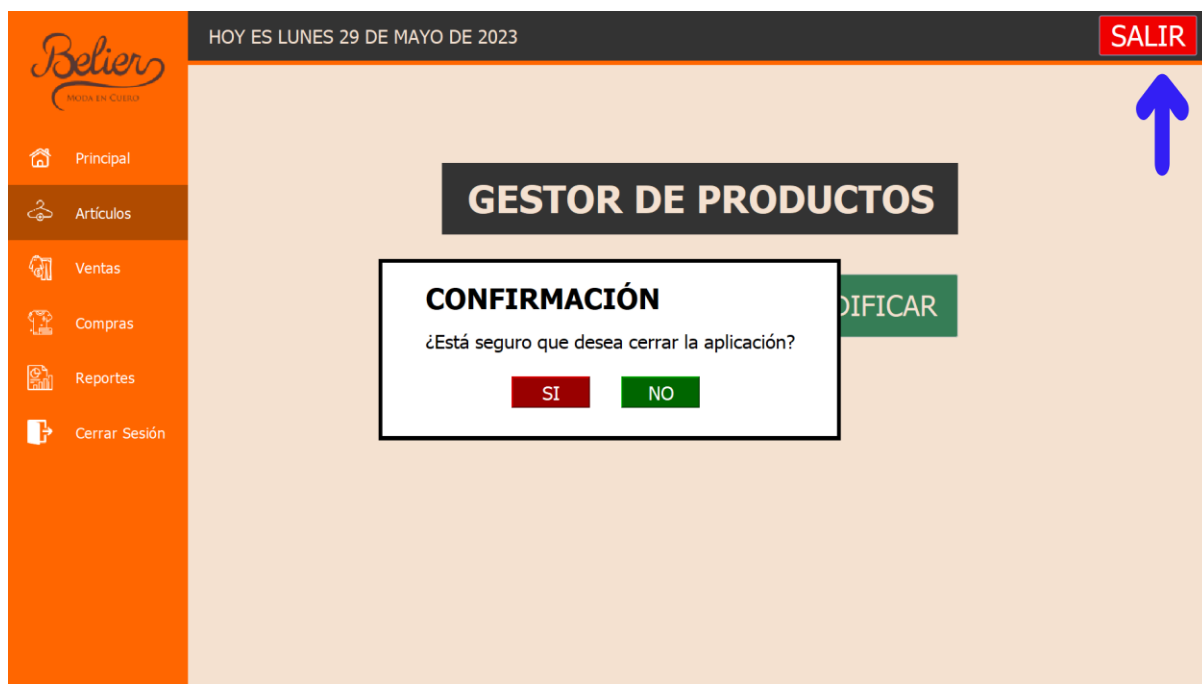 Belier
MODA EN CUERO
HOY ES LUNES 29 DE MAYO DE 2023
SALIR
Principal
Artículos
Ventas
Compras
Reportes
Cerrar Sesión
GESTOR DE PRODUCTOS
DIFICAR
CONFIRMACIÓN
¿Está seguro que desea cerrar la aplicación?
SI
NO